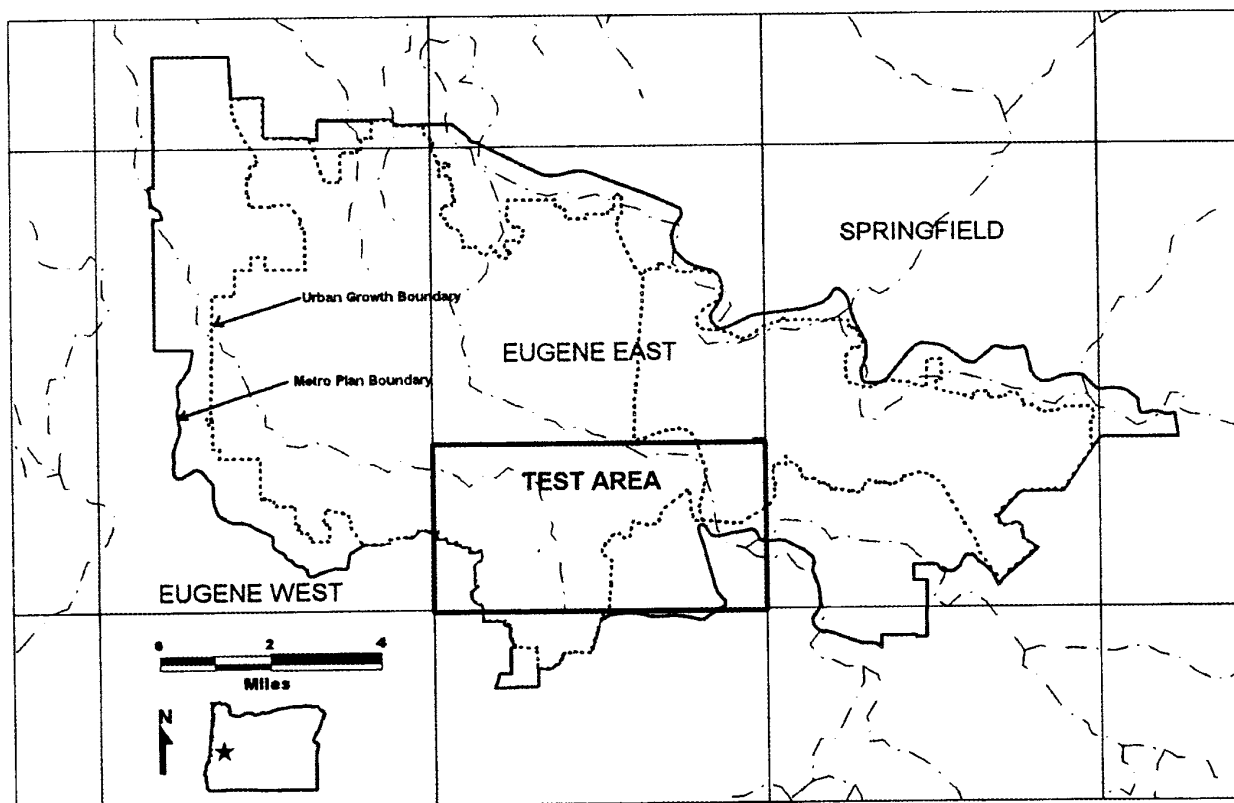 SPRINGFIELD
Urban Growth Boundary
EUGENE EAST
Metro Plan Boundary
TEST AREA
EUGENE WEST
0 2 4
Miles
N